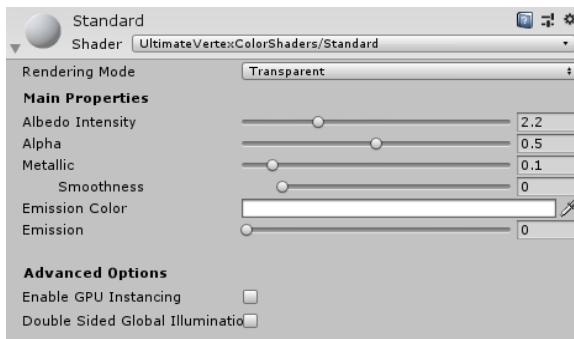 Standard
Shader UltimateVertexColorShaders/Standard
Rendering Mode Transparent
Main Properties
Albedo Intensity 2.2
Alpha 0.5
Metallic 0.1
Smoothness 0
Emission Color
Emission 0
Advanced Options
Enable GPU Instancing
Double Sided Global Illuminatio